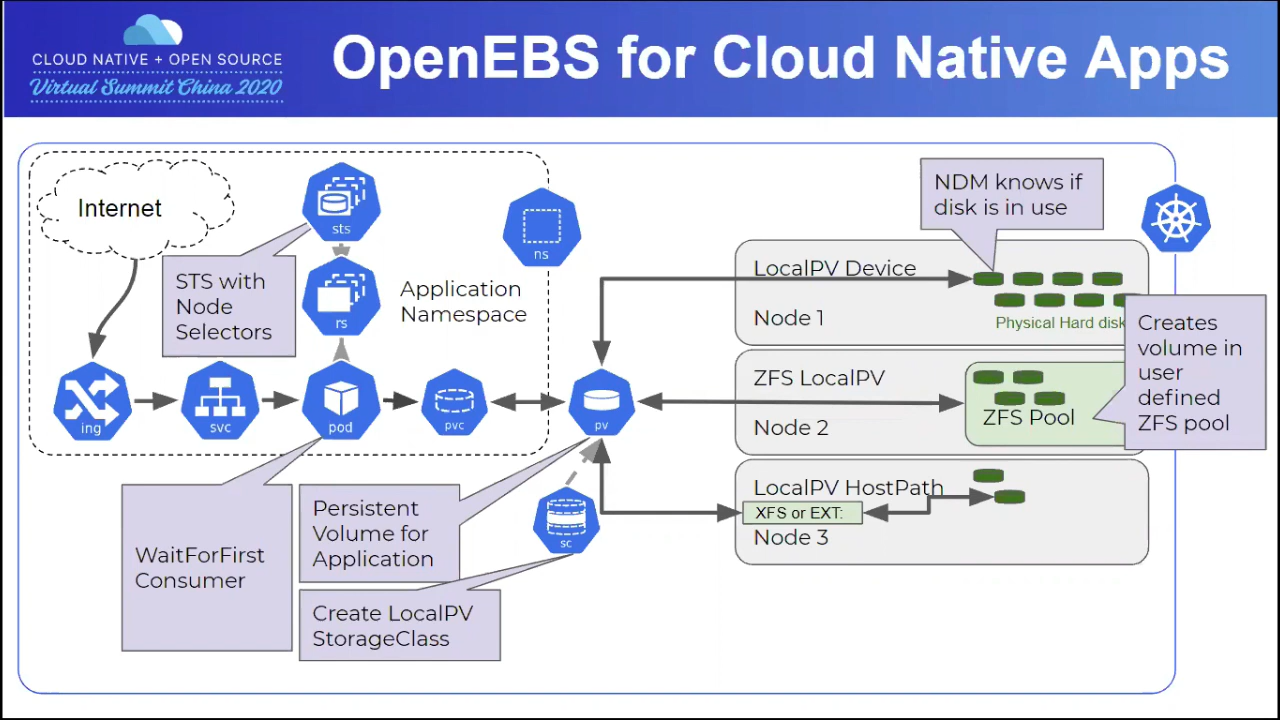 CLOUD NATIVE + OPEN SOURCE
Virtual Summit China 2020
OpenEBS for Cloud Native Apps
Internet
sts
ns
STS with
Node
Selectors
rs
Application
Namespace
ing
svc
pod
pvc
pv
sc
WaitForFirst
Consumer
Persistent
Volume for
Application
Create LocalPV
StorageClass
NDM knows if
disk is in use
LocalPV Device
Node 1
Physical Hard disk
Creates
volume in
user
defined
ZFS pool
ZFS LocalPV
Node 2
ZFS Pool
LocalPV HostPath
XFS or EXT:
Node 3